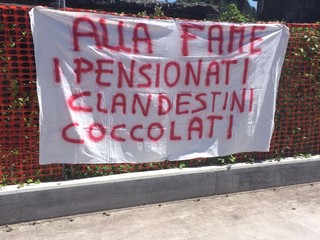 ALLA FAME
I PENSIONATI
CLANDESTINI
COCCOLATI